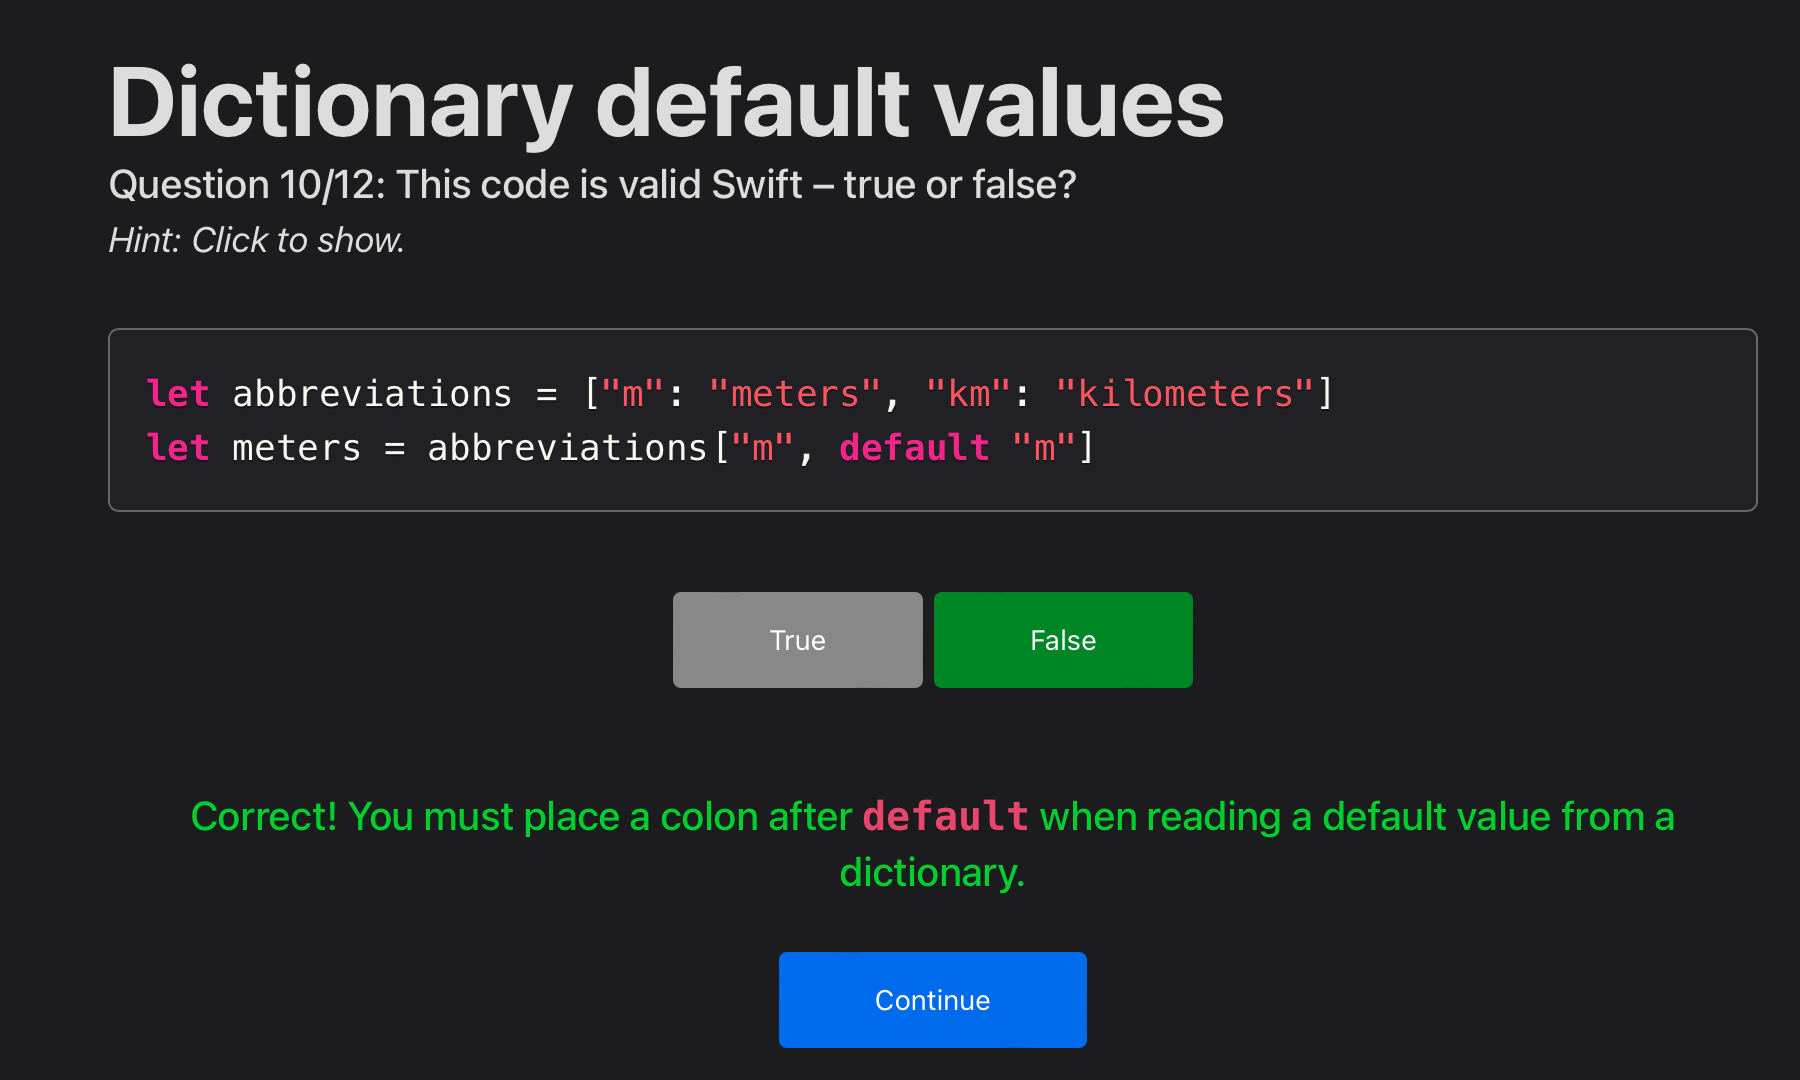 Dictionary default values
Question 10/12: This code is valid Swift – true or false?
Hint: Click to show.
let abbreviations = ["m": "meters", "km": "kilometers"]
let meters = abbreviations["m", default "m"]
True
False
Correct! You must place a colon after default when reading a default value from a
dictionary.
Continue